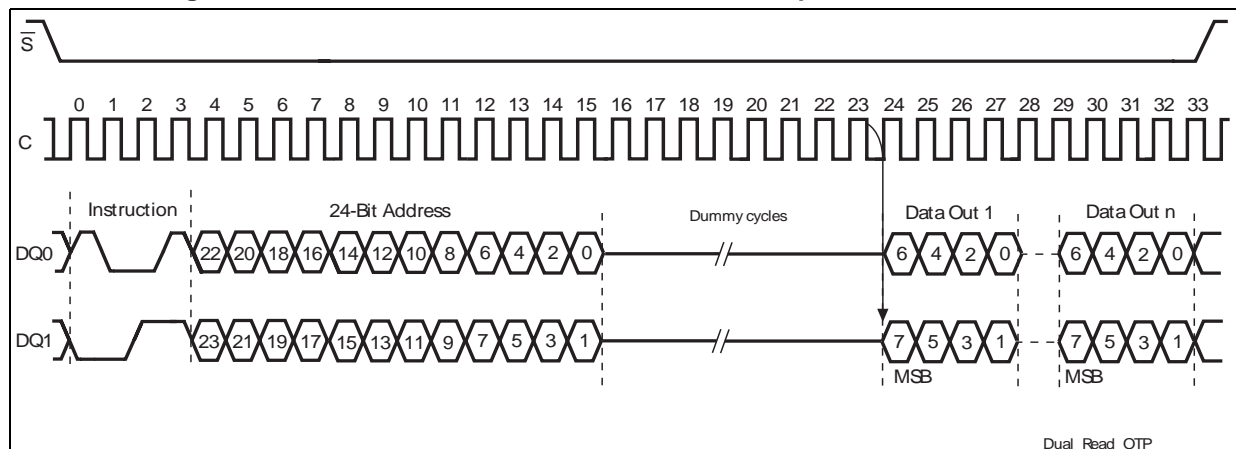 S
0 1 2 3 4 5 6 7 8 9 10 11 12 13 14 15 16 17 18 19 20 21 22 23 24 25 26 27 28 29 30 31 32 33
C
Instruction 24-Bit Address Dummy cycles Data Out 1 Data Out n
DQ0 22 20 18 16 14 12 10 8 6 4 2 0 6 4 2 0 6 4 2 0
DQ1 23 21 19 17 15 13 11 9 7 5 3 1 7 5 3 1 7 5 3 1
MSB MSB
Dual_Read_OTP